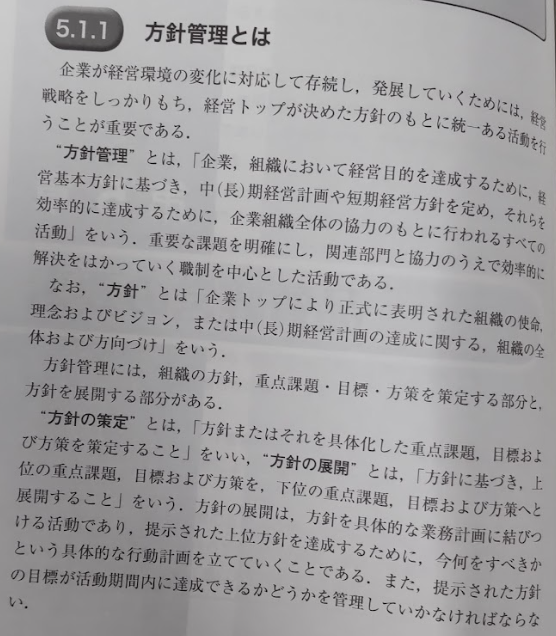 5.1.1 方針管理とは
企業が経営環境の変化に対応して存続し，発展していくためには，経営
戦略をしっかりもち，経営トップが決めた方針のもとに統一ある活動を行
うことが重要である．
“方針管理”とは，「企業，組織において経営目的を達成するために，経
営基本方針に基づき，中(長)期経営計画や短期経営方針を定め，それらを
効率的に達成するために，企業組織全体の協力のもとに行われるすべての
活動」をいう．重要な課題を明確にし，関連部門と協力のうえで効率的に
解決をはかっていく職制を中心とした活動である．
なお，“方針”とは「企業トップにより正式に表明された組織の使命，
理念およびビジョン，または中(長)期経営計画の達成に関する，組織の全
体および方向づけ」をいう．
方針管理には，組織の方針，重点課題・目標・方策を策定する部分と，
方針を展開する部分がある．
“方針の策定”とは，「方針またはそれを具体化した重点課題，目標およ
び方策を策定すること」をいい，“方針の展開”とは，「方針に基づき，上
位の重点課題，目標および方策を，下位の重点課題，目標および方策へと
展開すること」をいう．方針の展開は，方針を具体的な業務計画に結びつ
ける活動であり，提示された上位方針を達成するために，今何をすべきか
という具体的な行動計画を立てていくことである．また，提示された方針
の目標が活動期間内に達成できるかどうかを管理していかなければならな
い．